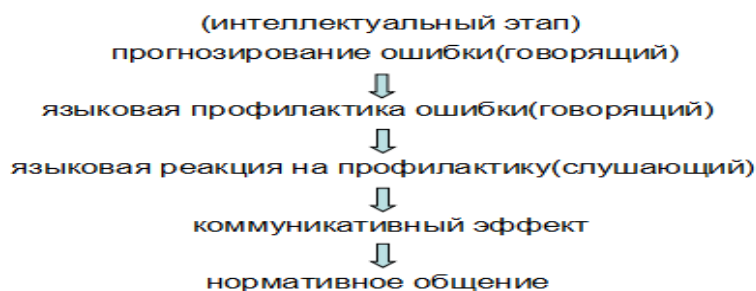 (интеллектуальный этап)
прогнозирование ошибки(говорящий)
языковая профилактика ошибки(говорящий)
языковая реакция на профилактику(слушающий)
коммуникативный эффект
нормативное общение